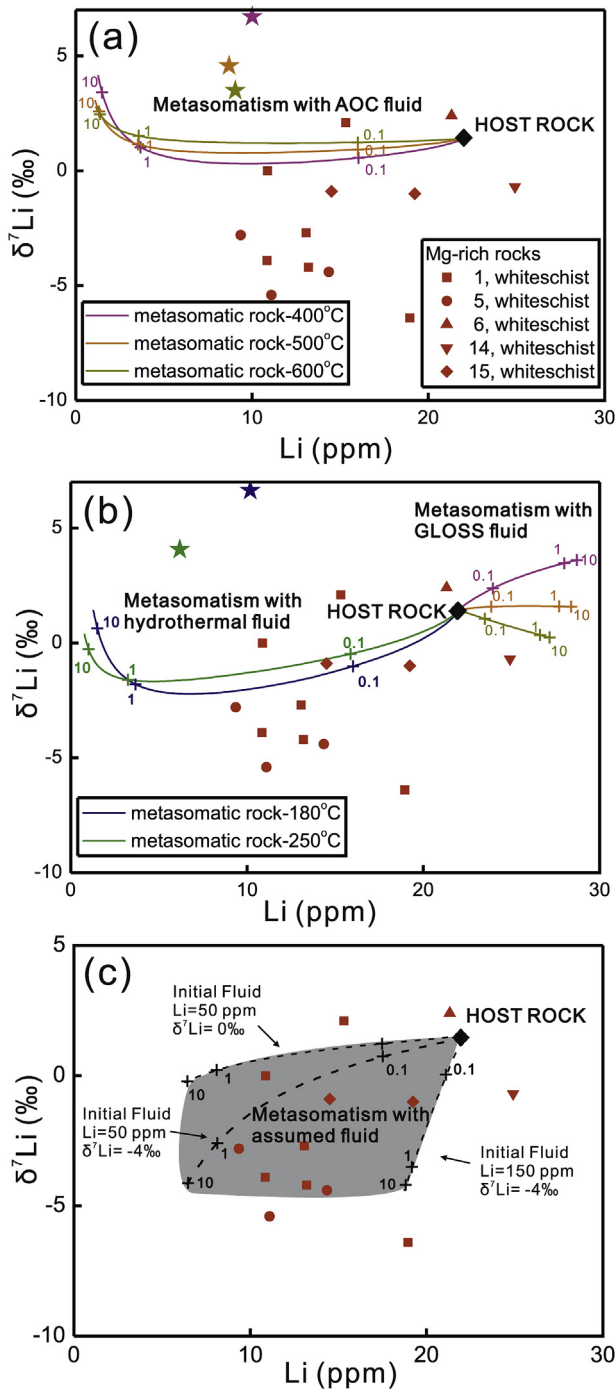 (a)
10
10
10
Metasomatism with AOC fluid
HOST ROCK
1
1
1
0.1
0.1
0.1
Mg-rich rocks
1, whiteschist
5, whiteschist
6, whiteschist
14, whiteschist
15, whiteschist
metasomatic rock-400°C
metasomatic rock-500°C
metasomatic rock-600°C
5
0
-5
-10
δ⁷Li (‰)
0
10
20
30
Li (ppm)
(b)
Metasomatism with
GLOSS fluid
Metasomatism with
hydrothermal fluid
HOST ROCK
10
10
1
1
0.1
0.1
0.1
1
10
0.1
1
10
0.1
1
10
metasomatic rock-180°C
metasomatic rock-250°C
5
0
-5
-10
δ⁷Li (‰)
0
10
20
30
Li (ppm)
(c)
Initial Fluid
Li=50 ppm
δ⁷Li= 0‰
HOST ROCK
10
1
0.1
0.1
Metasomatism with
assumed fluid
Initial Fluid
Li=50 ppm
δ⁷Li= -4‰
1
10
1
10
Initial Fluid
Li=150 ppm
δ⁷Li= -4‰
5
0
-5
-10
δ⁷Li (‰)
0
10
20
30
Li (ppm)